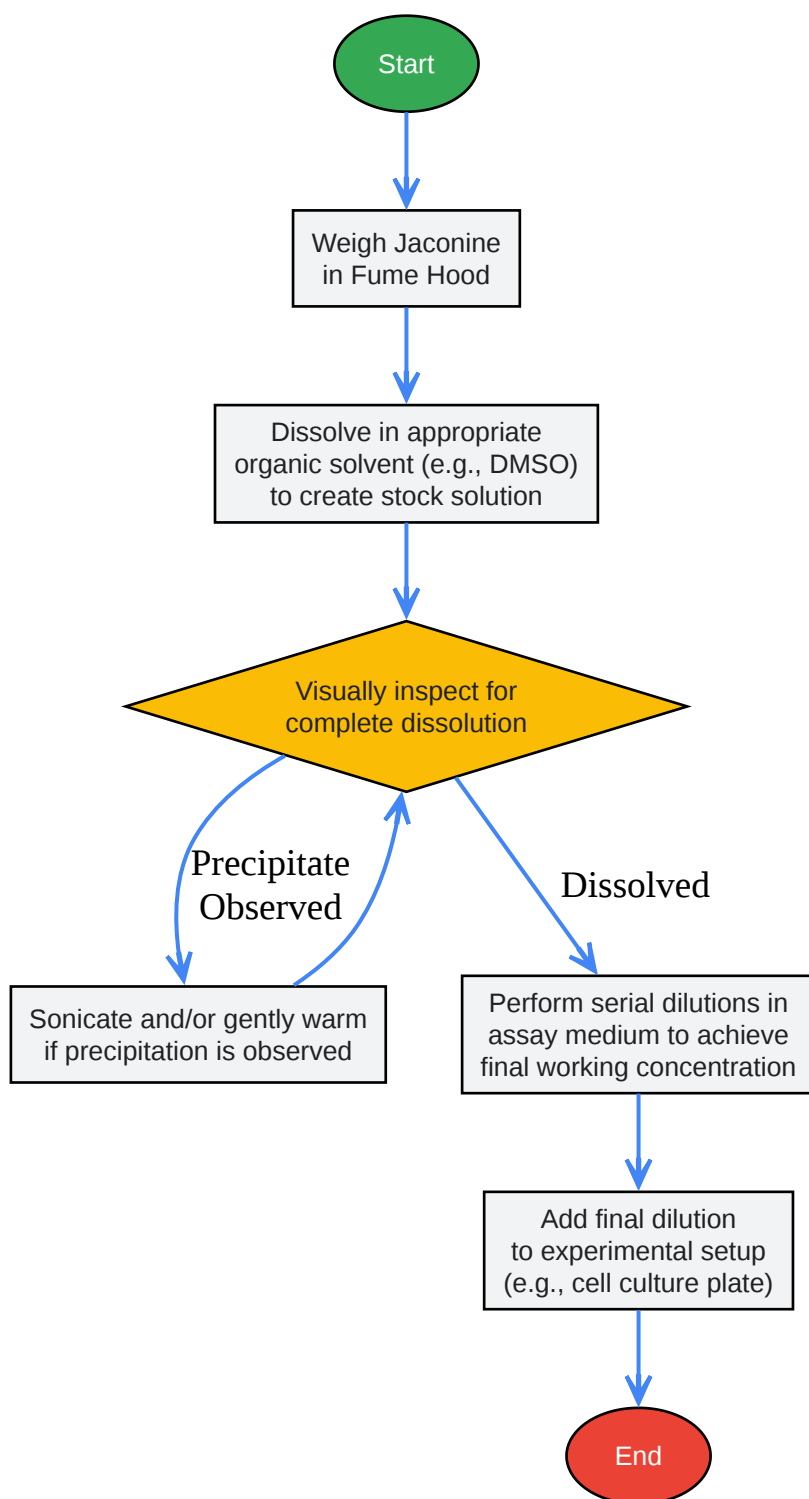 Start
Weigh Jaconine
in Fume Hood
Dissolve in appropriate
organic solvent (e.g., DMSO)
to create stock solution
Visually inspect for
complete dissolution
Precipitate
Observed
Dissolved
Sonicate and/or gently warm
if precipitation is observed
Perform serial dilutions in
assay medium to achieve
final working concentration
Add final dilution
to experimental setup
(e.g., cell culture plate)
End